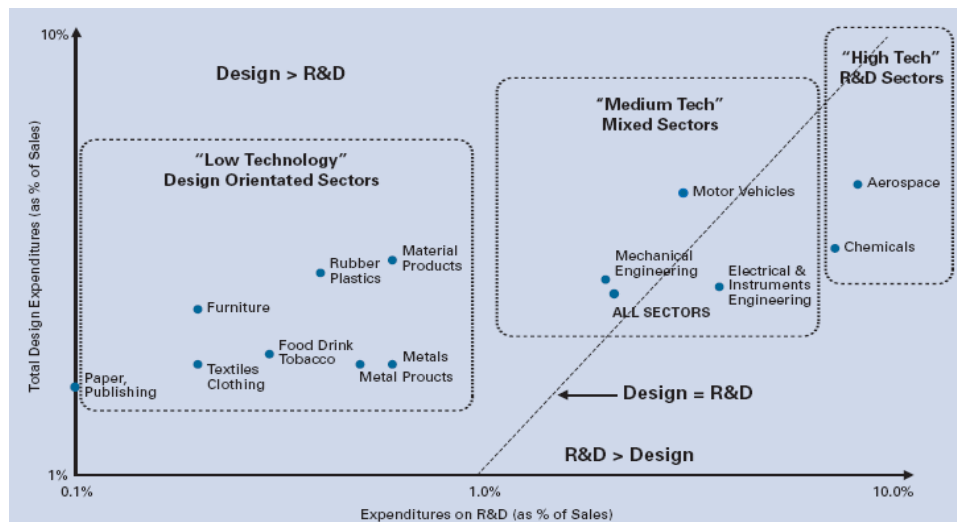 10%
Design > R&D
"High Tech"
R&D Sectors
"Medium Tech"
Mixed Sectors
"Low Technology"
Design Orientated Sectors
Total Design Expenditures (as % of Sales)
Motor Vehicles
Aerospace
Chemicals
Material
Products
Rubber
Plastics
Mechanical
Engineering
Electrical &
Instruments
Engineering
ALL SECTORS
Furniture
Food Drink
Tobacco
Metals
Metal Proucts
Textiles
Clothing
Paper,
Publishing
Design = R&D
R&D > Design
1%
0.1%
1.0%
10.0%
Expenditures on R&D (as % of Sales)